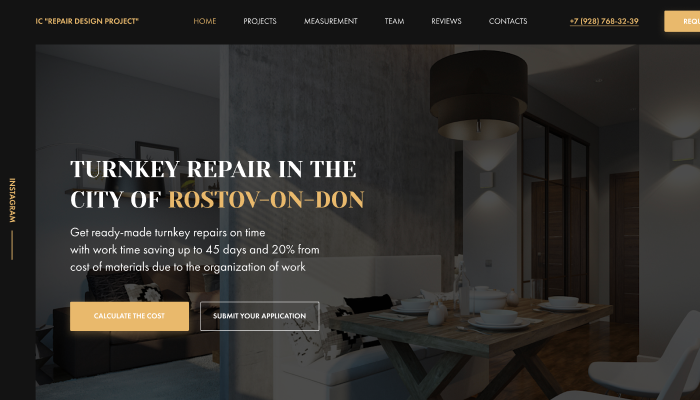 IC "REPAIR DESIGN PROJECT"
HOME
PROJECTS
MEASUREMENT
TEAM
REVIEWS
CONTACTS
+7 (928) 768-32-39
REQU
TURNKEY REPAIR IN THE
CITY OF ROSTOV-ON-DON
Get ready-made turnkey repairs on time
with work time saving up to 45 days and 20% from
cost of materials due to the organization of work
CALCULATE THE COST
SUBMIT YOUR APPLICATION
INSTAGRAM